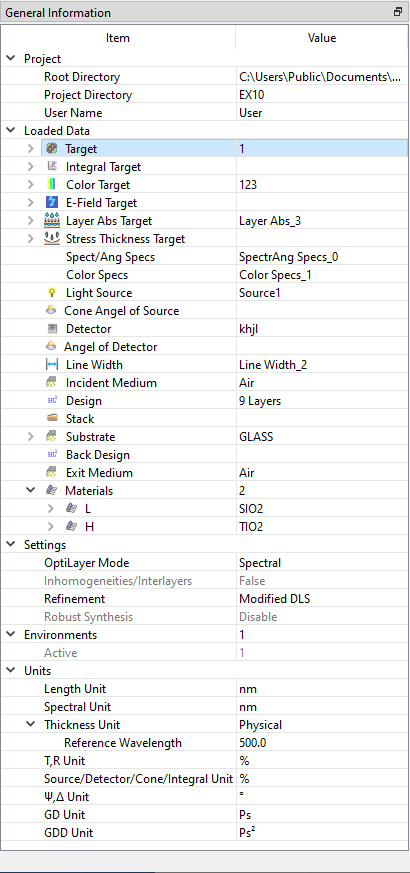 General Information
Item Value
Project
Root Directory C:\Users\Public\Documents\...
Project Directory EX10
User Name User
Loaded Data
Target 1
Integral Target
Color Target 123
E-Field Target
Layer Abs Target Layer Abs_3
Stress Thickness Target
Spect/Ang Specs SpectrAng Specs_0
Color Specs Color Specs_1
Light Source Source1
Cone Angel of Source
Detector khjl
Angel of Detector
Line Width Line Width_2
Incident Medium Air
Design 9 Layers
Stack
Substrate GLASS
Back Design
Exit Medium Air
Materials 2
L SIO2
H TIO2
Settings
OptiLayer Mode Spectral
Inhomogeneities/Interlayers False
Refinement Modified DLS
Robust Synthesis Disable
Environments 1
Active 1
Units
Length Unit nm
Spectral Unit nm
Thickness Unit Physical
Reference Wavelength 500.0
T,R Unit %
Source/Detector/Cone/Integral Unit %
Ψ,Δ Unit °
GD Unit Ps
GDD Unit Ps²